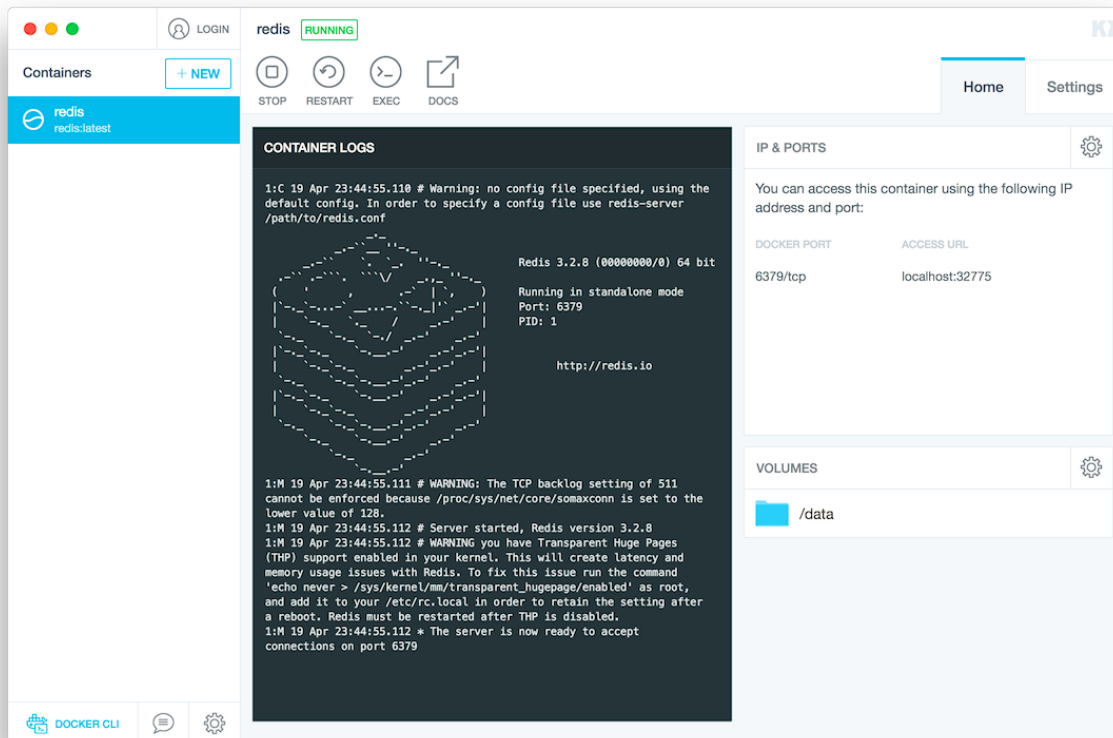 LOGIN
redis RUNNING
Containers
+ NEW
redis
redis:latest
STOP RESTART EXEC DOCS
Home Settings
CONTAINER LOGS
1:C 19 Apr 23:44:55.110 # Warning: no config file specified, using the
default config. In order to specify a config file use redis-server
/path/to/redis.conf
Redis 3.2.8 (00000000/0) 64 bit
Running in standalone mode
Port: 6379
PID: 1
http://redis.io
1:M 19 Apr 23:44:55.111 # WARNING: The TCP backlog setting of 511
cannot be enforced because /proc/sys/net/core/somaxconn is set to the
lower value of 128.
1:M 19 Apr 23:44:55.112 # Server started, Redis version 3.2.8
1:M 19 Apr 23:44:55.112 # WARNING you have Transparent Huge Pages
(THP) support enabled in your kernel. This will create latency and
memory usage issues with Redis. To fix this issue run the command
'echo never > /sys/kernel/mm/transparent_hugepage/enabled' as root,
and add it to your /etc/rc.local in order to retain the setting after
a reboot. Redis must be restarted after THP is disabled.
1:M 19 Apr 23:44:55.112 * The server is now ready to accept
connections on port 6379
IP & PORTS
You can access this container using the following IP
address and port:
DOCKER PORT ACCESS URL
6379/tcp localhost:32775
VOLUMES
/data
DOCKER CLI